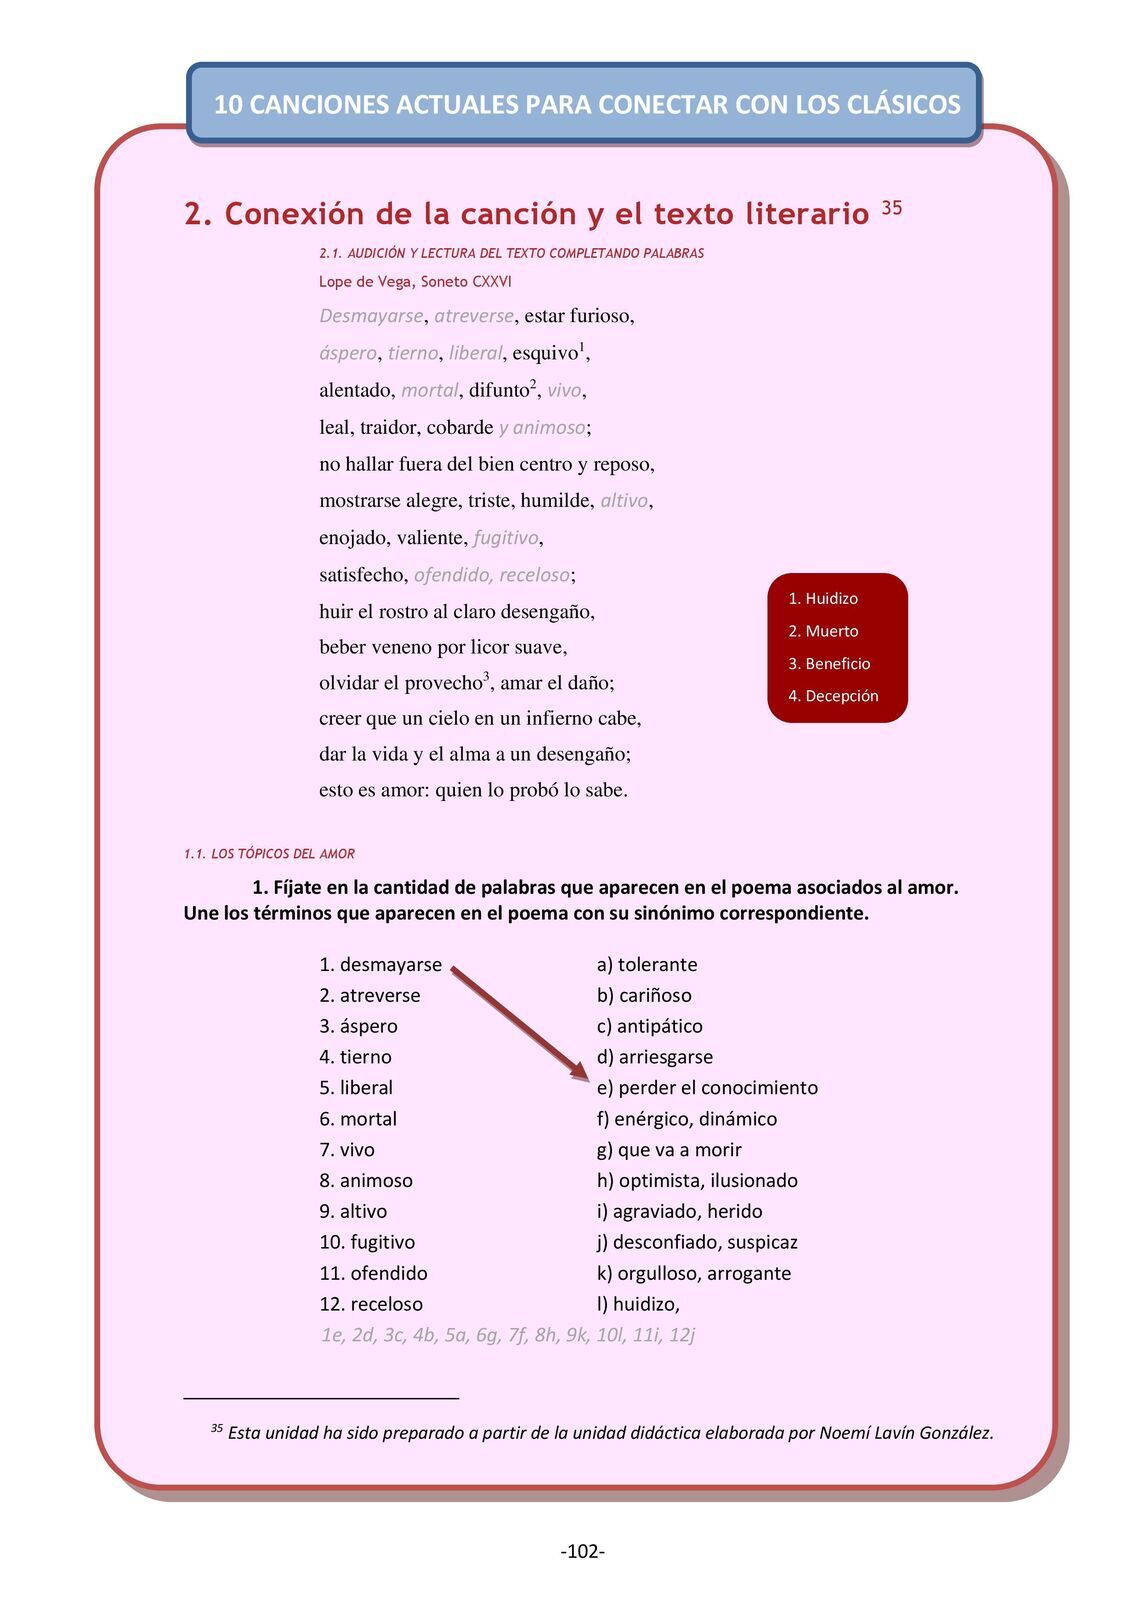 10 CANCIONES ACTUALES PARA CONECTAR CON LOS CLÁSICOS
2. Conexión de la canción y el texto literario 35
2.1. AUDICIÓN Y LECTURA DEL TEXTO COMPLETANDO PALABRAS
Lope de Vega, Soneto CXXVI
Desmayarse, atreverse, estar furioso,
áspero, tierno, liberal, esquivo1,
alentado, mortal, difunto2, vivo,
leal, traidor, cobarde y animoso;
no hallar fuera del bien centro y reposo,
mostrarse alegre, triste, humilde, altivo,
enojado, valiente, fugitivo,
satisfecho, ofendido, receloso;
huir el rostro al claro desengaño,
beber veneno por licor suave,
olvidar el provecho3, amar el daño;
creer que un cielo en un infierno cabe,
dar la vida y el alma a un desengaño;
esto es amor: quien lo probó lo sabe.
1. Huidizo
2. Muerto
3. Beneficio
4. Decepción
1.1. LOS TÓPICOS DEL AMOR
1. Fíjate en la cantidad de palabras que aparecen en el poema asociados al amor.
Une los términos que aparecen en el poema con su sinónimo correspondiente.
1. desmayarse a) tolerante
2. atreverse b) cariñoso
3. áspero c) antipático
4. tierno d) arriesgarse
5. liberal e) perder el conocimiento
6. mortal f) enérgico, dinámico
7. vivo g) que va a morir
8. animoso h) optimista, ilusionado
9. altivo i) agraviado, herido
10. fugitivo j) desconfiado, suspicaz
11. ofendido k) orgulloso, arrogante
12. receloso l) huidizo,
1e, 2d, 3c, 4b, 5a, 6g, 7f, 8h, 9k, 10l, 11i, 12j
35 Esta unidad ha sido preparado a partir de la unidad didáctica elaborada por Noemí Lavín González.
-102-